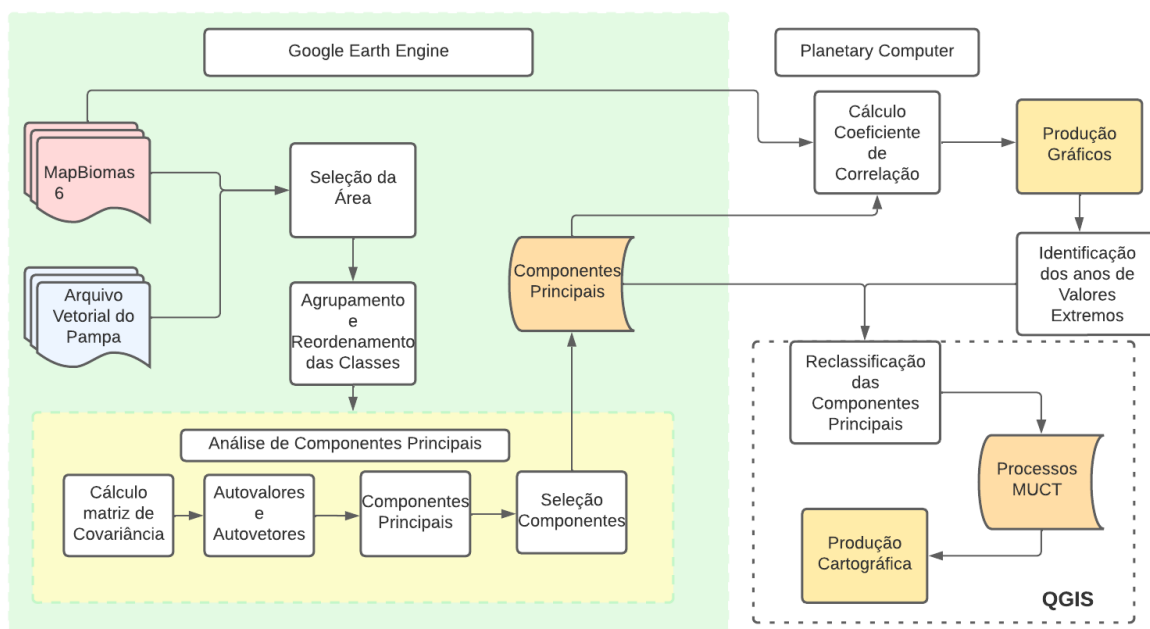 Google Earth Engine
Planetary Computer
MapBiomas
6
Seleção da
Área
Cálculo
Coeficiente
de
Correlação
Produção
Gráficos
Arquivo
Vetorial do
Pampa
Agrupamento
e
Reordenamento
das Classes
Componentes
Principais
Identificação
dos anos de
Valores
Extremos
Análise de Componentes Principais
Cálculo
matriz de
Covariância
Autovalores
e
Autovetores
Componentes
Principais
Seleção
Componentes
Reclassificação
das
Componentes
Principais
Processos
MUCT
Produção
Cartográfica
QGIS